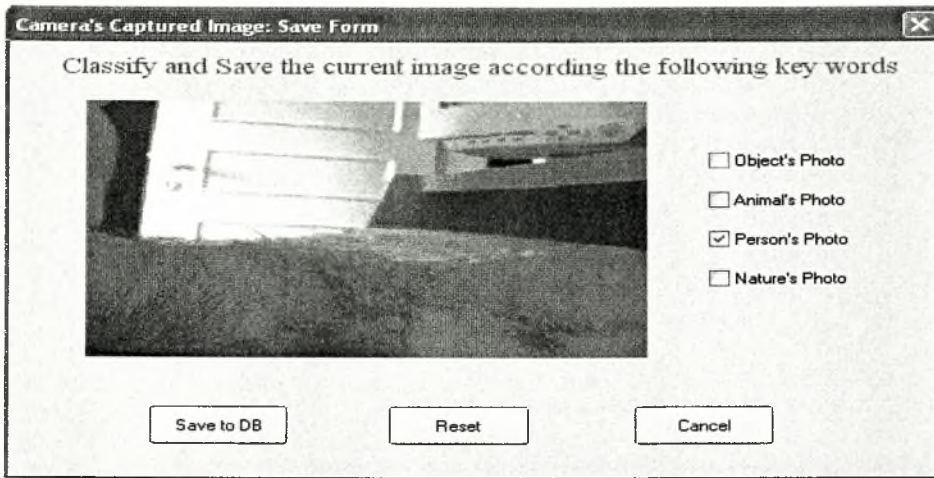 Camera's Captured Image: Save Form
Classify and Save the current image according the following key words
Object's Photo
Animal's Photo
Person's Photo
Nature's Photo
Save to DB
Reset
Cancel